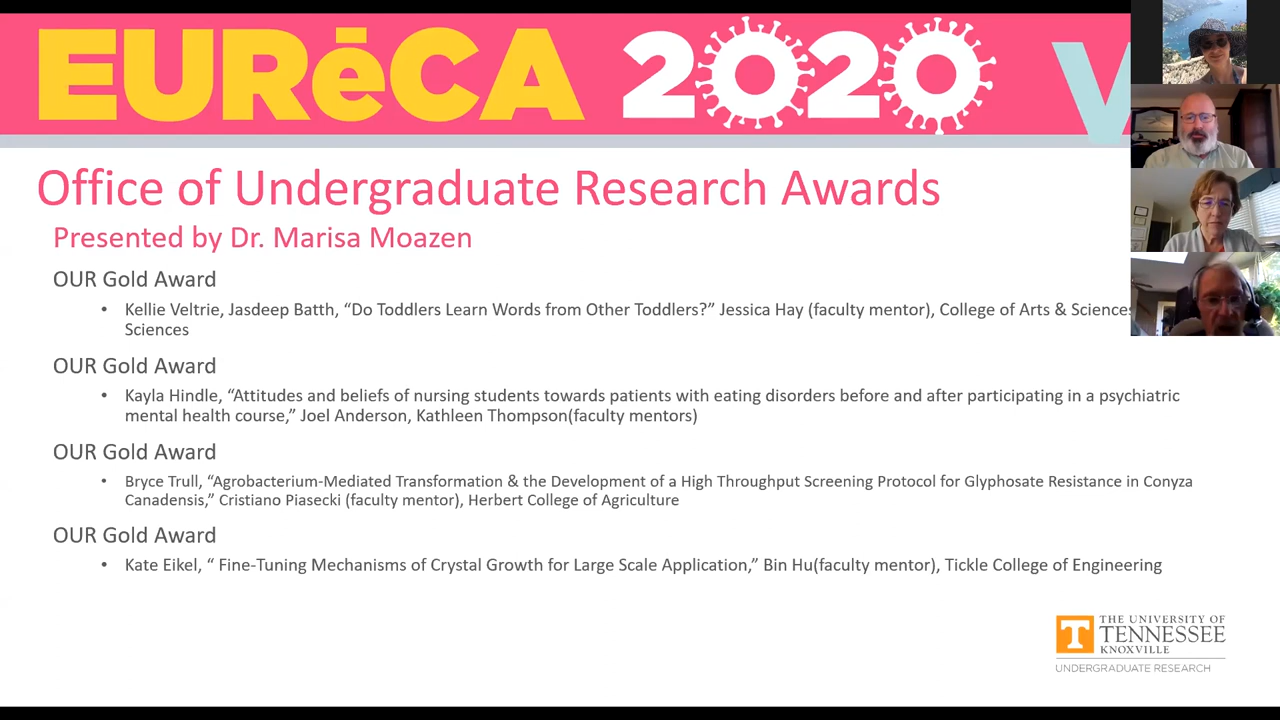 EURēCA 2020 V
Office of Undergraduate Research Awards
Presented by Dr. Marisa Moazen
OUR Gold Award
• Kellie Veltrie, Jasdeep Batth, “Do Toddlers Learn Words from Other Toddlers?” Jessica Hay (faculty mentor), College of Arts & Sciences
Sciences
OUR Gold Award
• Kayla Hindle, “Attitudes and beliefs of nursing students towards patients with eating disorders before and after participating in a psychiatric
mental health course,” Joel Anderson, Kathleen Thompson(faculty mentors)
OUR Gold Award
• Bryce Trull, “Agrobacterium-Mediated Transformation & the Development of a High Throughput Screening Protocol for Glyphosate Resistance in Conyza
Canadensis,” Cristiano Piasecki (faculty mentor), Herbert College of Agriculture
OUR Gold Award
• Kate Eikel, “ Fine-Tuning Mechanisms of Crystal Growth for Large Scale Application,” Bin Hu(faculty mentor), Tickle College of Engineering
T THE UNIVERSITY OF
TENNESSEE
KNOXVILLE
UNDERGRADUATE RESEARCH